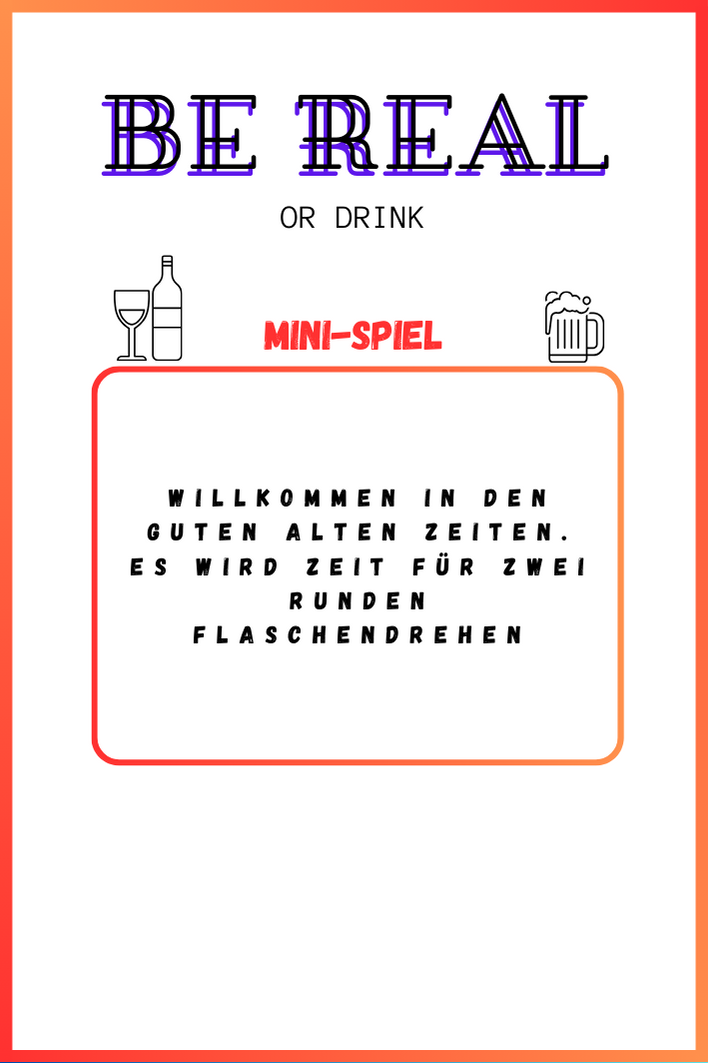 BE REAL
OR DRINK
MINI-SPIEL
WILLKOMMEN IN DEN
GUTEN ALTEN ZEITEN.
ES WIRD ZEIT FÜR ZWEI
RUNDEN
FLASCHENDREHEN